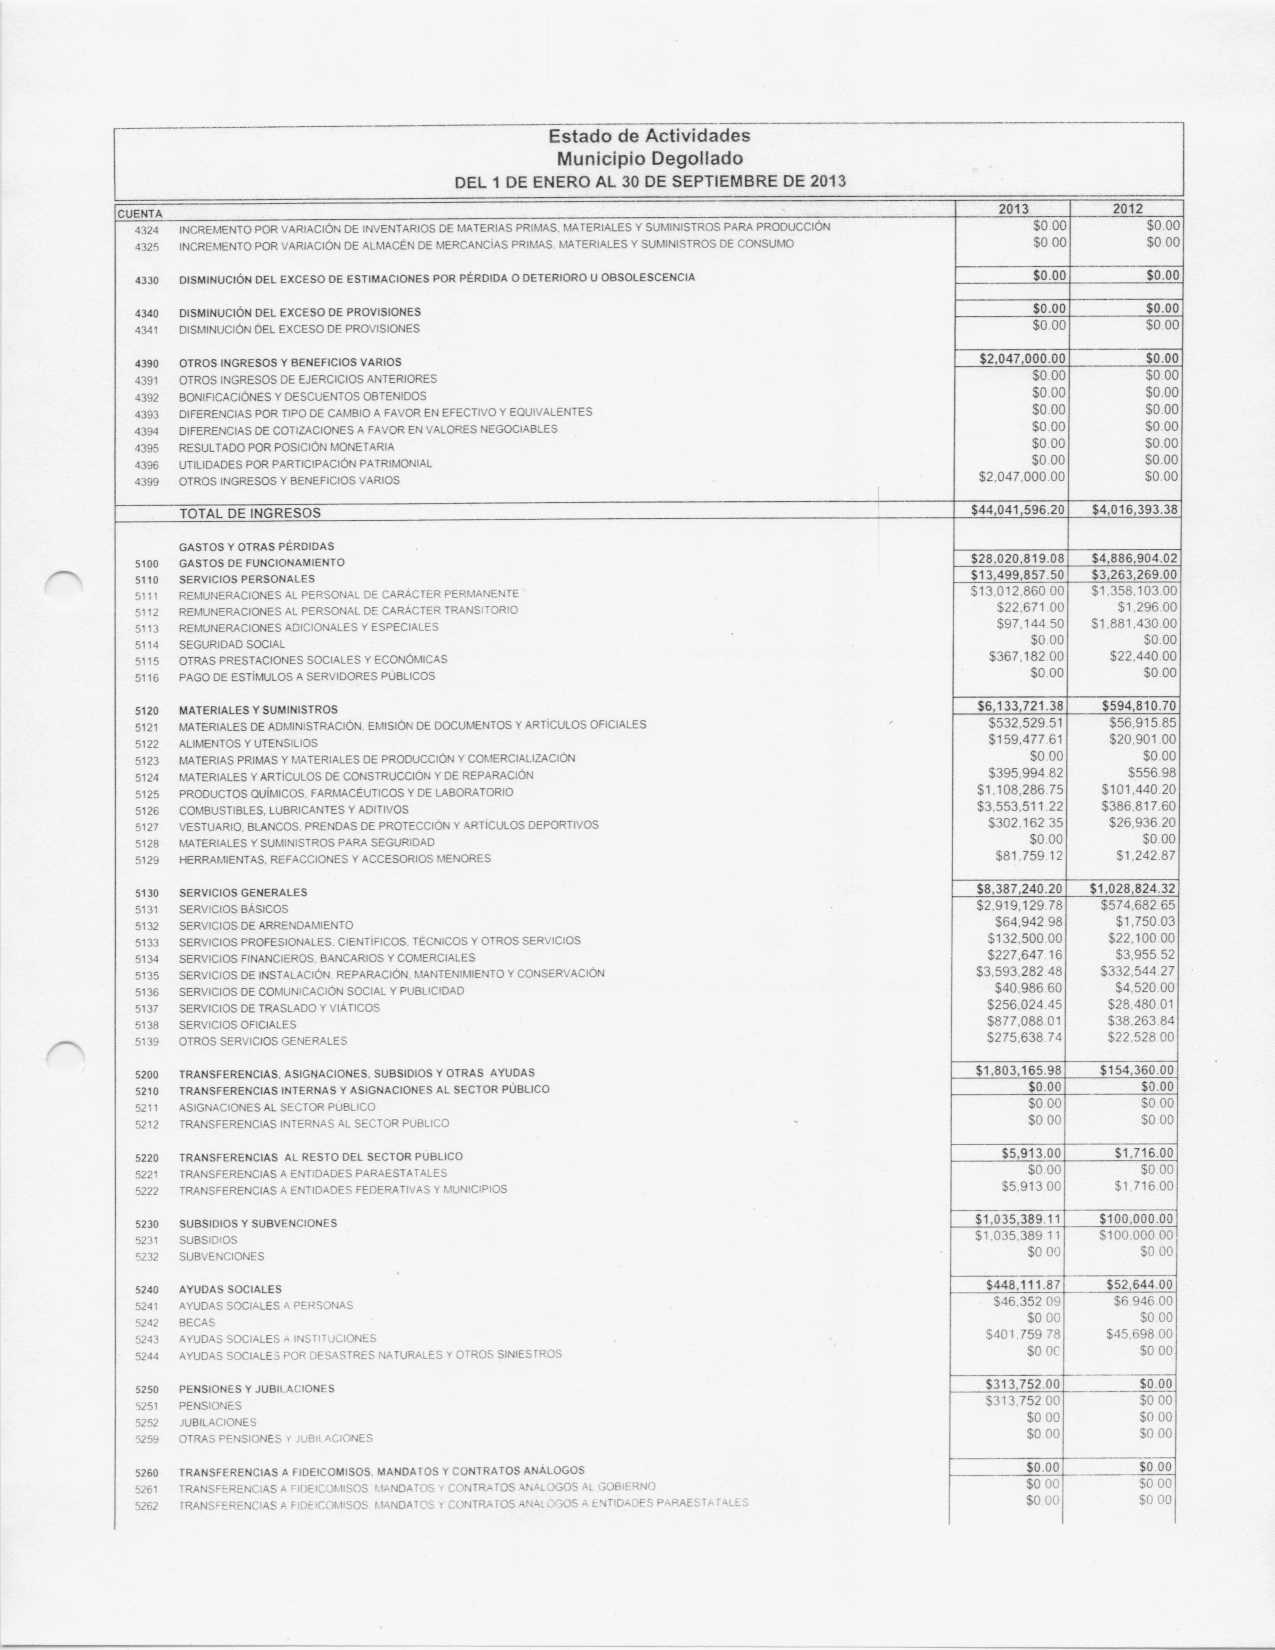 Estado de Actividades
Municipio Degollado
DEL 1 DE ENERO AL 30 DE SEPTIEMBRE DE 2013
CUENTA 2013 2012
4324 INCREMENTO POR VARIACIÓN DE INVENTARIOS DE MATERIAS PRIMAS, MATERIALES Y SUMINISTROS PARA PRODUCCIÓN $0.00 $0.00
4325 INCREMENTO POR VARIACIÓN DE ALMACÉN DE MERCANCÍAS PRIMAS, MATERIALES Y SUMINISTROS DE CONSUMO $0.00 $0.00
4330 DISMINUCIÓN DEL EXCESO DE ESTIMACIONES POR PÉRDIDA O DETERIORO U OBSOLESCENCIA $0.00 $0.00
4340 DISMINUCIÓN DEL EXCESO DE PROVISIONES $0.00 $0.00
4341 DISMINUCIÓN DEL EXCESO DE PROVISIONES $0.00 $0.00
4390 OTROS INGRESOS Y BENEFICIOS VARIOS $2,047,000.00 $0.00
4391 OTROS INGRESOS DE EJERCICIOS ANTERIORES $0.00 $0.00
4392 BONIFICACIÓNES Y DESCUENTOS OBTENIDOS $0.00 $0.00
4393 DIFERENCIAS POR TIPO DE CAMBIO A FAVOR EN EFECTIVO Y EQUIVALENTES $0.00 $0.00
4394 DIFERENCIAS DE COTIZACIONES A FAVOR EN VALORES NEGOCIABLES $0.00 $0.00
4395 RESULTADO POR POSICIÓN MONETARIA $0.00 $0.00
4396 UTILIDADES POR PARTICIPACIÓN PATRIMONIAL $0.00 $0.00
4399 OTROS INGRESOS Y BENEFICIOS VARIOS $2,047,000.00 $0.00
TOTAL DE INGRESOS $44,041,596.20 $4,016,393.38
GASTOS Y OTRAS PÉRDIDAS
5100 GASTOS DE FUNCIONAMIENTO $28,020,819.08 $4,886,904.02
5110 SERVICIOS PERSONALES $13,499,857.50 $3,263,269.00
5111 REMUNERACIONES AL PERSONAL DE CARÁCTER PERMANENTE $13,012,860.00 $1,358,103.00
5112 REMUNERACIONES AL PERSONAL DE CARÁCTER TRANSITORIO $22,671.00 $1,296.00
5113 REMUNERACIONES ADICIONALES Y ESPECIALES $97,144.50 $1,881,430.00
5114 SEGURIDAD SOCIAL $0.00 $0.00
5115 OTRAS PRESTACIONES SOCIALES Y ECONÓMICAS $367,182.00 $22,440.00
5116 PAGO DE ESTÍMULOS A SERVIDORES PÚBLICOS $0.00 $0.00
5120 MATERIALES Y SUMINISTROS $6,133,721.38 $594,810.70
5121 MATERIALES DE ADMINISTRACIÓN, EMISIÓN DE DOCUMENTOS Y ARTÍCULOS OFICIALES $532,529.51 $56,915.85
5122 ALIMENTOS Y UTENSILIOS $159,477.61 $20,901.00
5123 MATERIAS PRIMAS Y MATERIALES DE PRODUCCIÓN Y COMERCIALIZACIÓN $0.00 $0.00
5124 MATERIALES Y ARTÍCULOS DE CONSTRUCCIÓN Y DE REPARACIÓN $395,994.82 $556.98
5125 PRODUCTOS QUÍMICOS, FARMACÉUTICOS Y DE LABORATORIO $1,108,286.75 $101,440.20
5126 COMBUSTIBLES, LUBRICANTES Y ADITIVOS $3,553,511.22 $386,817.60
5127 VESTUARIO, BLANCOS, PRENDAS DE PROTECCIÓN Y ARTÍCULOS DEPORTIVOS $302,162.35 $26,936.20
5128 MATERIALES Y SUMINISTROS PARA SEGURIDAD $0.00 $0.00
5129 HERRAMIENTAS, REFACCIONES Y ACCESORIOS MENORES $81,759.12 $1,242.87
5130 SERVICIOS GENERALES $8,387,240.20 $1,028,824.32
5131 SERVICIOS BÁSICOS $2,919,129.78 $574,682.65
5132 SERVICIOS DE ARRENDAMIENTO $64,942.98 $1,750.03
5133 SERVICIOS PROFESIONALES, CIENTÍFICOS, TÉCNICOS Y OTROS SERVICIOS $132,500.00 $22,100.00
5134 SERVICIOS FINANCIEROS, BANCARIOS Y COMERCIALES $227,647.16 $3,955.52
5135 SERVICIOS DE INSTALACIÓN, REPARACIÓN, MANTENIMIENTO Y CONSERVACIÓN $3,593,282.48 $332,544.27
5136 SERVICIOS DE COMUNICACIÓN SOCIAL Y PUBLICIDAD $40,986.60 $4,520.00
5137 SERVICIOS DE TRASLADO Y VIÁTICOS $256,024.45 $28,480.01
5138 SERVICIOS OFICIALES $877,088.01 $38,263.84
5139 OTROS SERVICIOS GENERALES $275,638.74 $22,528.00
5200 TRANSFERENCIAS, ASIGNACIONES, SUBSIDIOS Y OTRAS AYUDAS $1,803,165.98 $154,360.00
5210 TRANSFERENCIAS INTERNAS Y ASIGNACIONES AL SECTOR PÚBLICO $0.00 $0.00
5211 ASIGNACIONES AL SECTOR PÚBLICO $0.00 $0.00
5212 TRANSFERENCIAS INTERNAS AL SECTOR PÚBLICO $0.00 $0.00
5220 TRANSFERENCIAS AL RESTO DEL SECTOR PÚBLICO $5,913.00 $1,716.00
5221 TRANSFERENCIAS A ENTIDADES PARAESTATALES $0.00 $0.00
5222 TRANSFERENCIAS A ENTIDADES FEDERATIVAS Y MUNICIPIOS $5,913.00 $1,716.00
5230 SUBSIDIOS Y SUBVENCIONES $1,035,389.11 $100,000.00
5231 SUBSIDIOS $1,035,389.11 $100,000.00
5232 SUBVENCIONES $0.00 $0.00
5240 AYUDAS SOCIALES $448,111.87 $52,644.00
5241 AYUDAS SOCIALES A PERSONAS $46,352.09 $6,946.00
5242 BECAS $0.00 $0.00
5243 AYUDAS SOCIALES A INSTITUCIONES $401,759.78 $45,698.00
5244 AYUDAS SOCIALES POR DESASTRES NATURALES Y OTROS SINIESTROS $0.00 $0.00
5250 PENSIONES Y JUBILACIONES $313,752.00 $0.00
5251 PENSIONES $313,752.00 $0.00
5252 JUBILACIONES $0.00 $0.00
5259 OTRAS PENSIONES Y JUBILACIONES $0.00 $0.00
5260 TRANSFERENCIAS A FIDEICOMISOS, MANDATOS Y CONTRATOS ANÁLOGOS $0.00 $0.00
5261 TRANSFERENCIAS A FIDEICOMISOS, MANDATOS Y CONTRATOS ANÁLOGOS AL GOBIERNO $0.00 $0.00
5262 TRANSFERENCIAS A FIDEICOMISOS, MANDATOS Y CONTRATOS ANÁLOGOS A ENTIDADES PARAESTATALES $0.00 $0.00